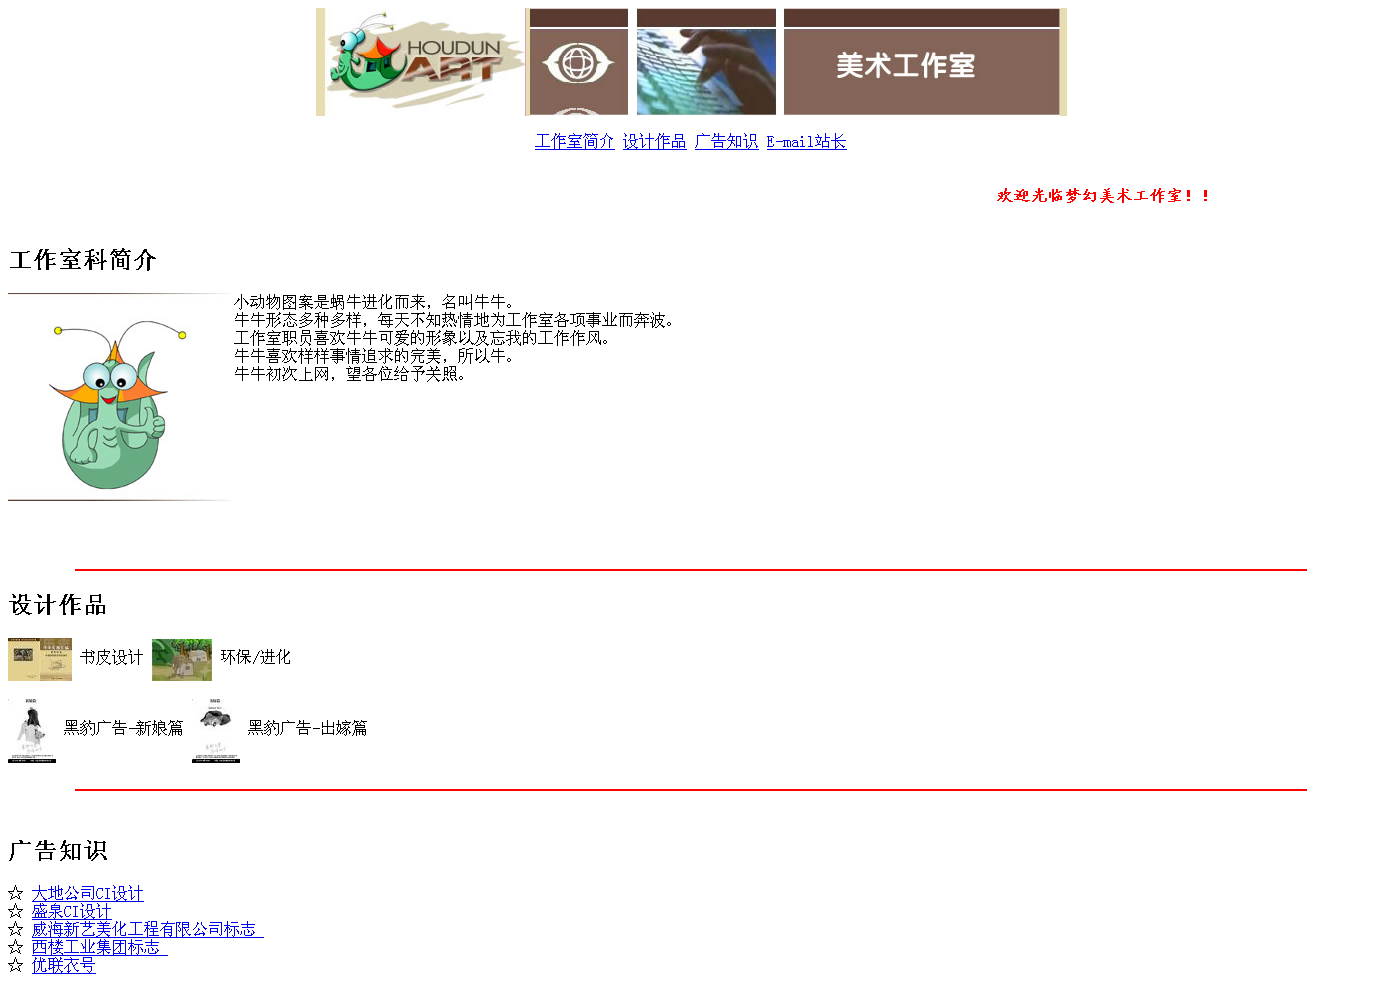 HOUDUN
ART
美术工作室
工作室简介 设计作品 广告知识 E-mail站长
欢迎光临梦幻美术工作室！！
工作室科简介
小动物图案是蜗牛进化而来，名叫牛牛。
牛牛形态多种多样，每天不知热情地为工作室各项事业而奔波。
工作室职员喜欢牛牛可爱的形象以及忘我的工作作风。
牛牛喜欢样样事情追求的完美，所以牛。
牛牛初次上网，望各位给予关照。
设计作品
书皮设计 环保/进化
黑豹广告-新娘篇 黑豹广告-出嫁篇
广告知识
☆ 大地公司CI设计
☆ 盛泉CI设计
☆ 威海新艺美化工程有限公司标志
☆ 西楼工业集团标志
☆ 优联衣号